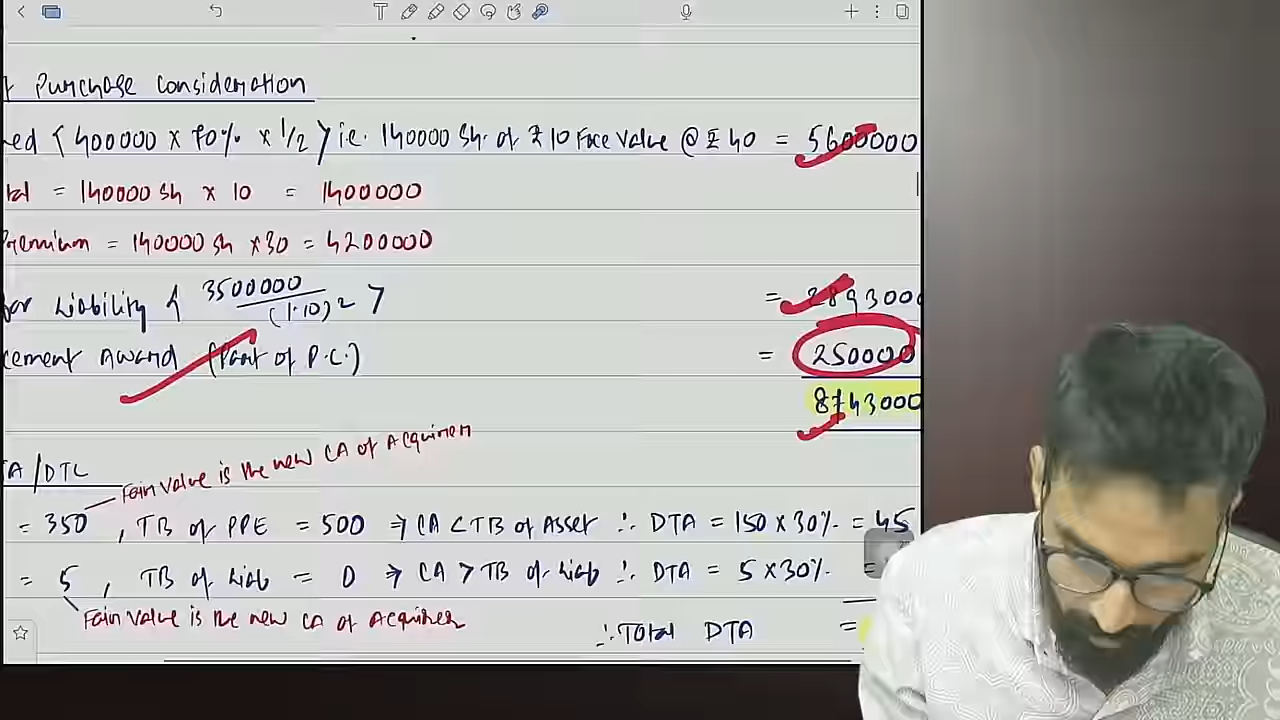 Purchase Consideration
ed {400000 x 70% x 1/2} i.e. 140000 Sh. of ₹10 Face Value @ ₹40 = 5600000
tal = 140000 Sh x 10 = 1400000
Premium = 140000 Sh x 30 = 4200000
for Liability { 3500000 / (1.10)2 } = 2893000
cement Award (Part of P.C.) = 250000
8743000
TA/DTL
Fair Value is the new CA of Acquirer
= 350, TB of PPE = 500 ⇒ CA < TB of Asset ∴ DTA = 150 x 30% = 45
= 5, TB of Liab = 0 ⇒ CA > TB of Liab ∴ DTA = 5 x 30%
Fair Value is the new CA of Acquirer
∴ Total DTA =